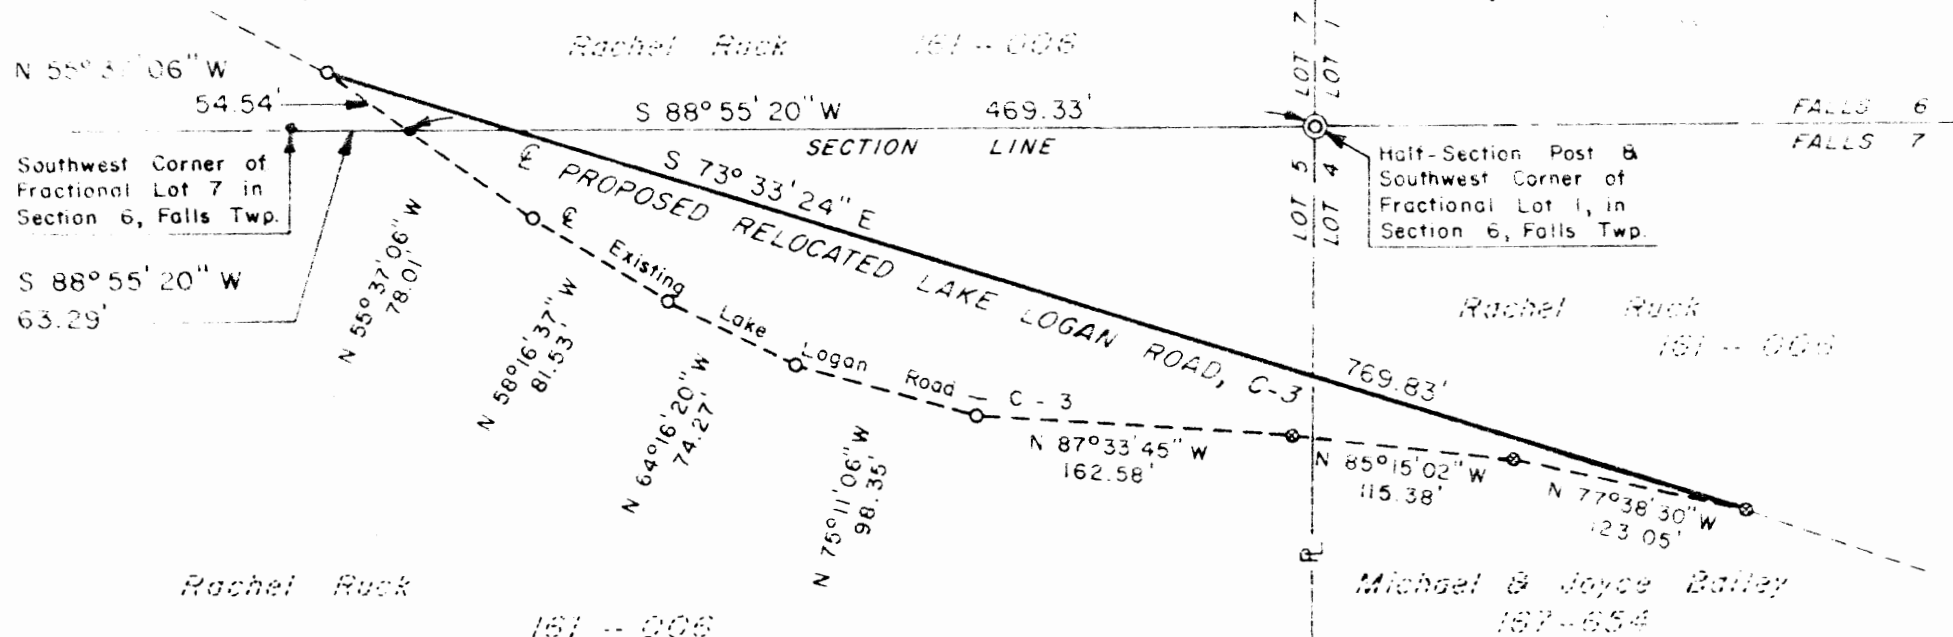 Rachel Ruck 161-006
LOT 7
LOT 1
N 55° 06" W
54.54'
S 88° 55' 20" W 469.33'
SECTION LINE
FALLS 6
FALLS 7
Southwest Corner of
Fractional Lot 7 in
Section 6, Falls Twp.
Half-Section Post &
Southwest Corner of
Fractional Lot 1, in
Section 6, Falls Twp.
LOT 5
LOT 4
S 88° 55' 20" W
63.29'
℄ PROPOSED RELOCATED LAKE LOGAN ROAD, C-3
S 73° 33' 24" E
769.83'
℄ Existing Lake Logan Road - C - 3
N 55° 37' 06" W
78.01'
N 58° 16' 37" W
81.53'
N 64° 16' 20" W
74.27'
N 75° 11' 06" W
98.35'
N 87° 33' 45" W
162.58'
N 85° 15' 02" W
115.38'
N 77° 38' 30" W
123.05'
Rachel Ruck
161-006
PL
Rachel Ruck
161-006
Michael & Joyce Bailey
167-654